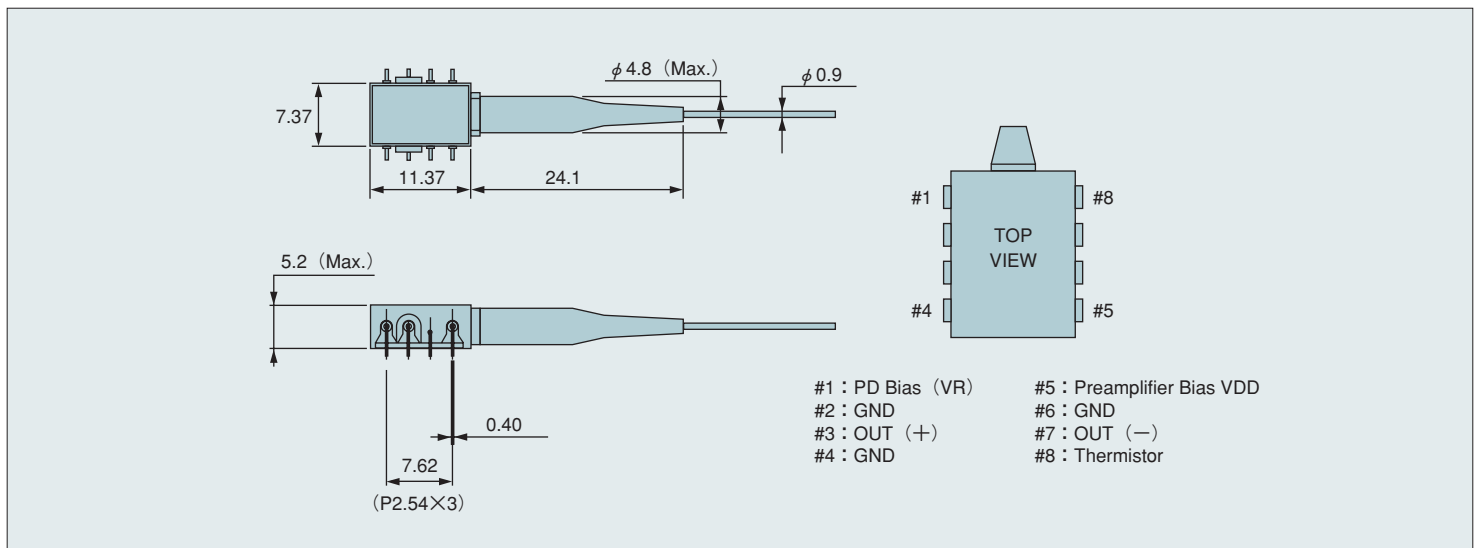 φ4.8（Max.）
φ0.9
7.37
11.37
24.1
#1
#8
TOP
VIEW
#4
#5
5.2（Max.）
0.40
7.62
（P2.54×3）
#1：PD Bias（VR）
#2：GND
#3：OUT（＋）
#4：GND
#5：Preamplifier Bias VDD
#6：GND
#7：OUT（－）
#8：Thermistor